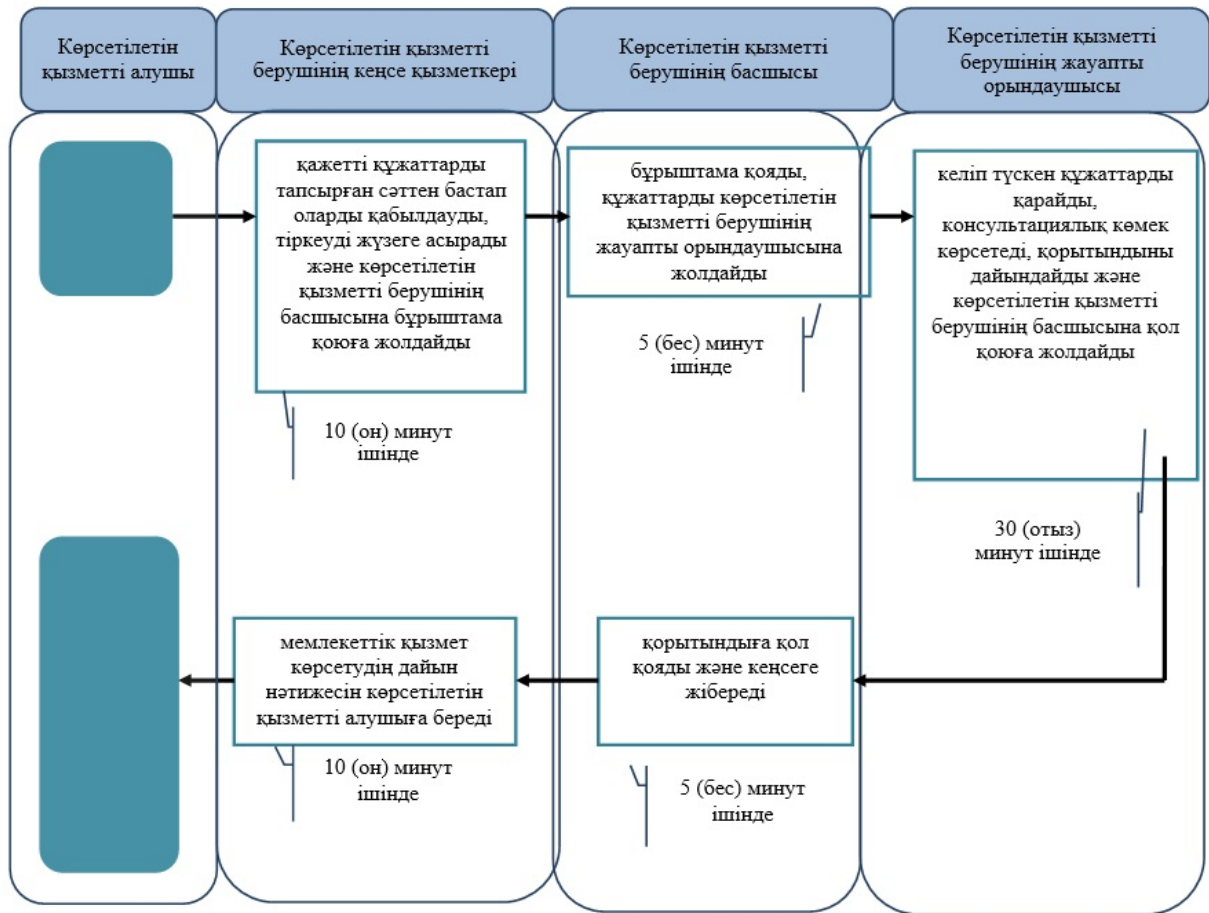 Көрсетілетін
қызметті алушы
Көрсетілетін қызметті
берушінің кеңсе қызметкері
Көрсетілетін қызметті
берушінің басшысы
Көрсетілетін қызметті
берушінің жауапты
орындаушысы
қажетті құжаттарды
тапсырған сәттен бастап
оларды қабылдауды,
тіркеуді жүзеге асырады
және көрсетілетін
қызметті берушінің
басшысына бұрыштама
қоюға жолдайды
10 (он) минут
ішінде
бұрыштама қояды,
құжаттарды көрсетілетін
қызметті берушінің
жауапты орындаушысына
жолдайды
5 (бес) минут
ішінде
келіп түскен құжаттарды
қарайды,
консультациялық көмек
көрсетеді, қорытындыны
дайындайды және
көрсетілетін қызметті
берушінің басшысына қол
қоюға жолдайды
30 (отыз)
минут ішінде
мемлекеттік қызмет
көрсетудің дайын
нәтижесін көрсетілетін
қызметті алушыға береді
10 (он) минут
ішінде
қорытындыға қол
қояды және кеңсеге
жібереді
5 (бес) минут
ішінде